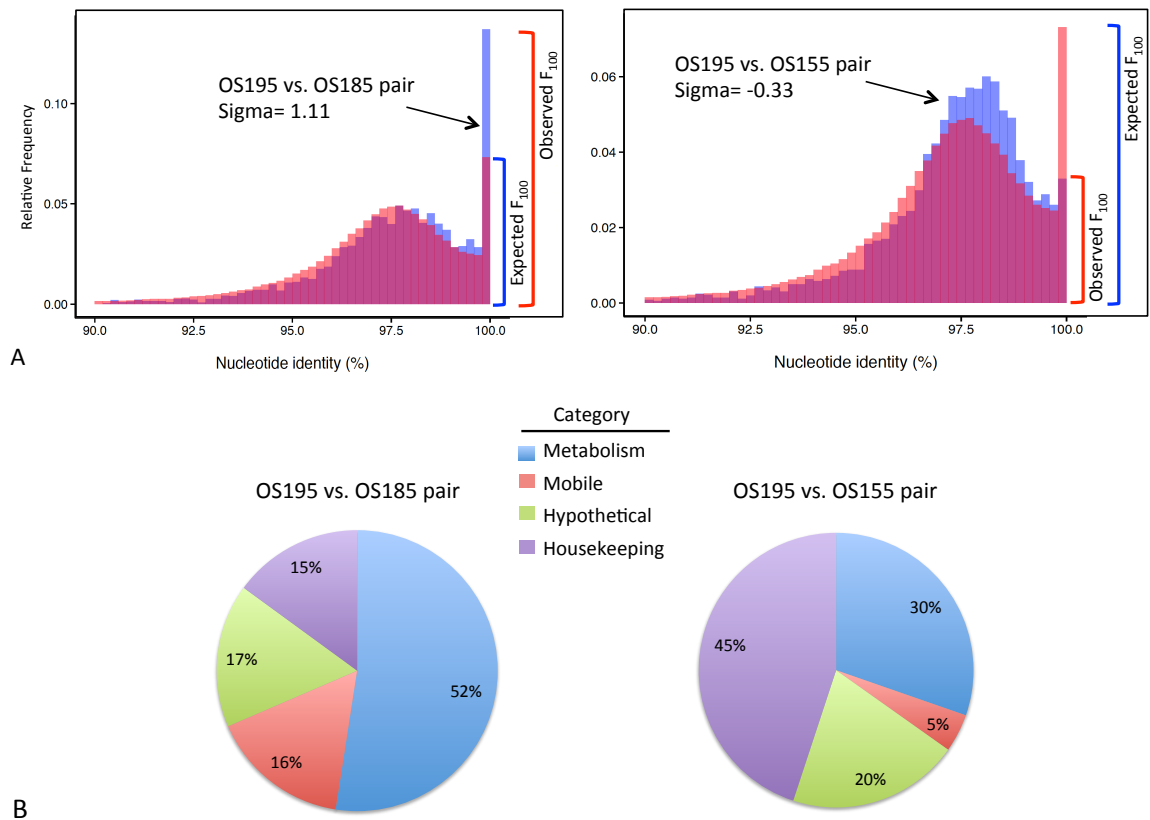 Relative Frequency
0.10
0.05
0.00
OS195 vs. OS185 pair
Sigma= 1.11
Expected F100
Observed F100
90.0 92.5 95.0 97.5 100.0
Nucleotide identity (%)
0.06
0.04
0.02
0.00
OS195 vs. OS155 pair
Sigma= -0.33
Observed F100
Expected F100
90.0 92.5 95.0 97.5 100.0
Nucleotide identity (%)
A
Category
Metabolism
Mobile
Hypothetical
Housekeeping
OS195 vs. OS185 pair
15%
17%
52%
16%
OS195 vs. OS155 pair
30%
45%
5%
20%
B